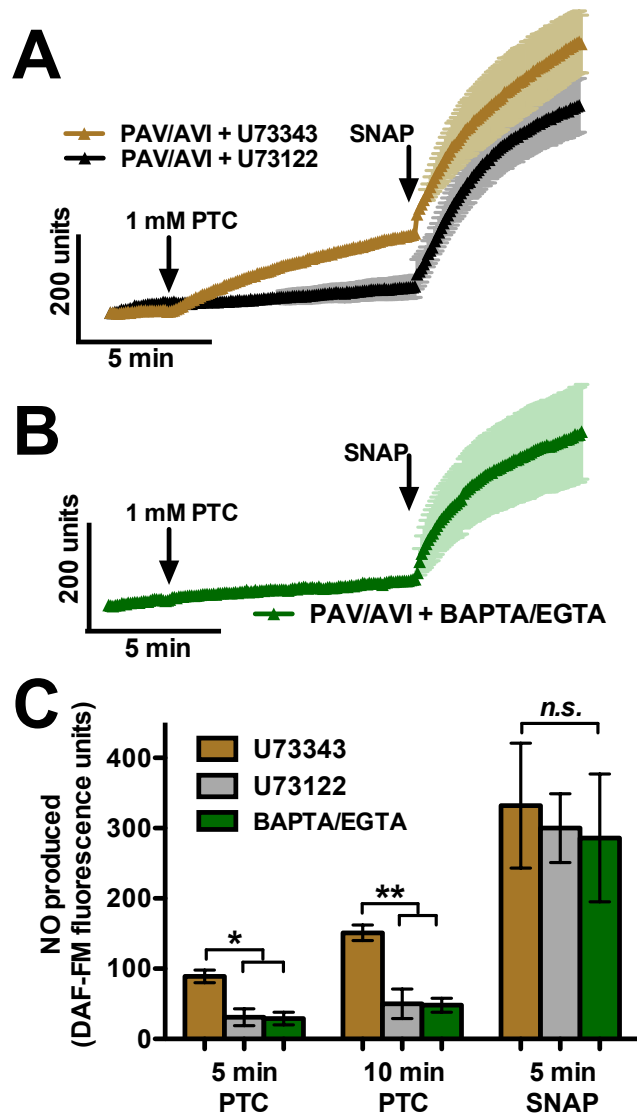 A
PAV/AVI + U73343
PAV/AVI + U73122
SNAP
1 mM PTC
200 units
5 min
B
SNAP
1 mM PTC
200 units
PAV/AVI + BAPTA/EGTA
5 min
C
NO produced
(DAF-FM fluorescence units)
400
300
200
100
0
U73343
U73122
BAPTA/EGTA
*
**
n.s.
5 min
PTC
10 min
PTC
5 min
SNAP